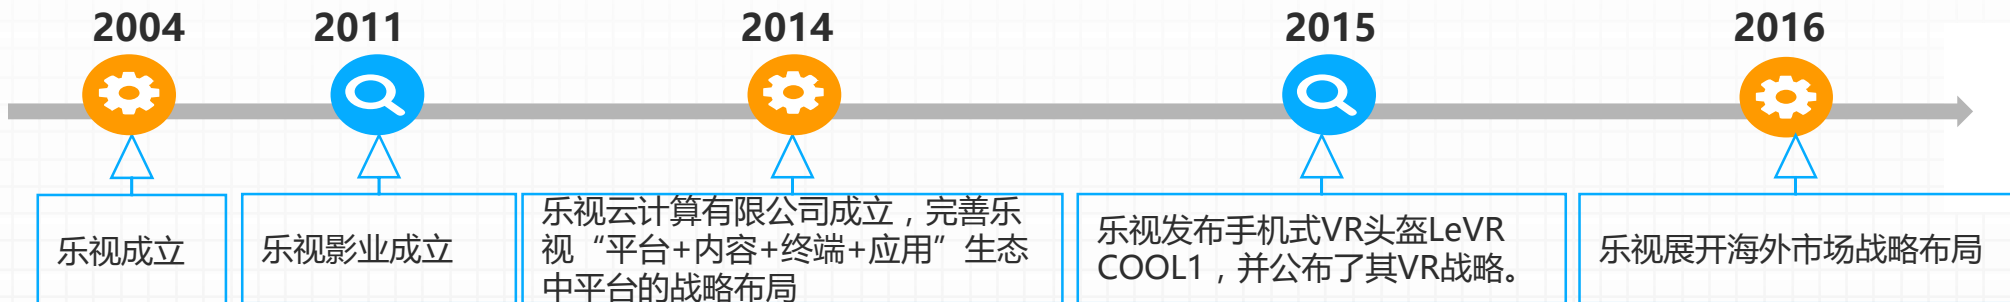 2004
2011
2014
2015
2016
乐视成立
乐视影业成立
乐视云计算有限公司成立，完善乐
视“平台+内容+终端+应用”生态
中平台的战略布局
乐视发布手机式VR头盔LeVR
COOL1，并公布了其VR战略。
乐视展开海外市场战略布局